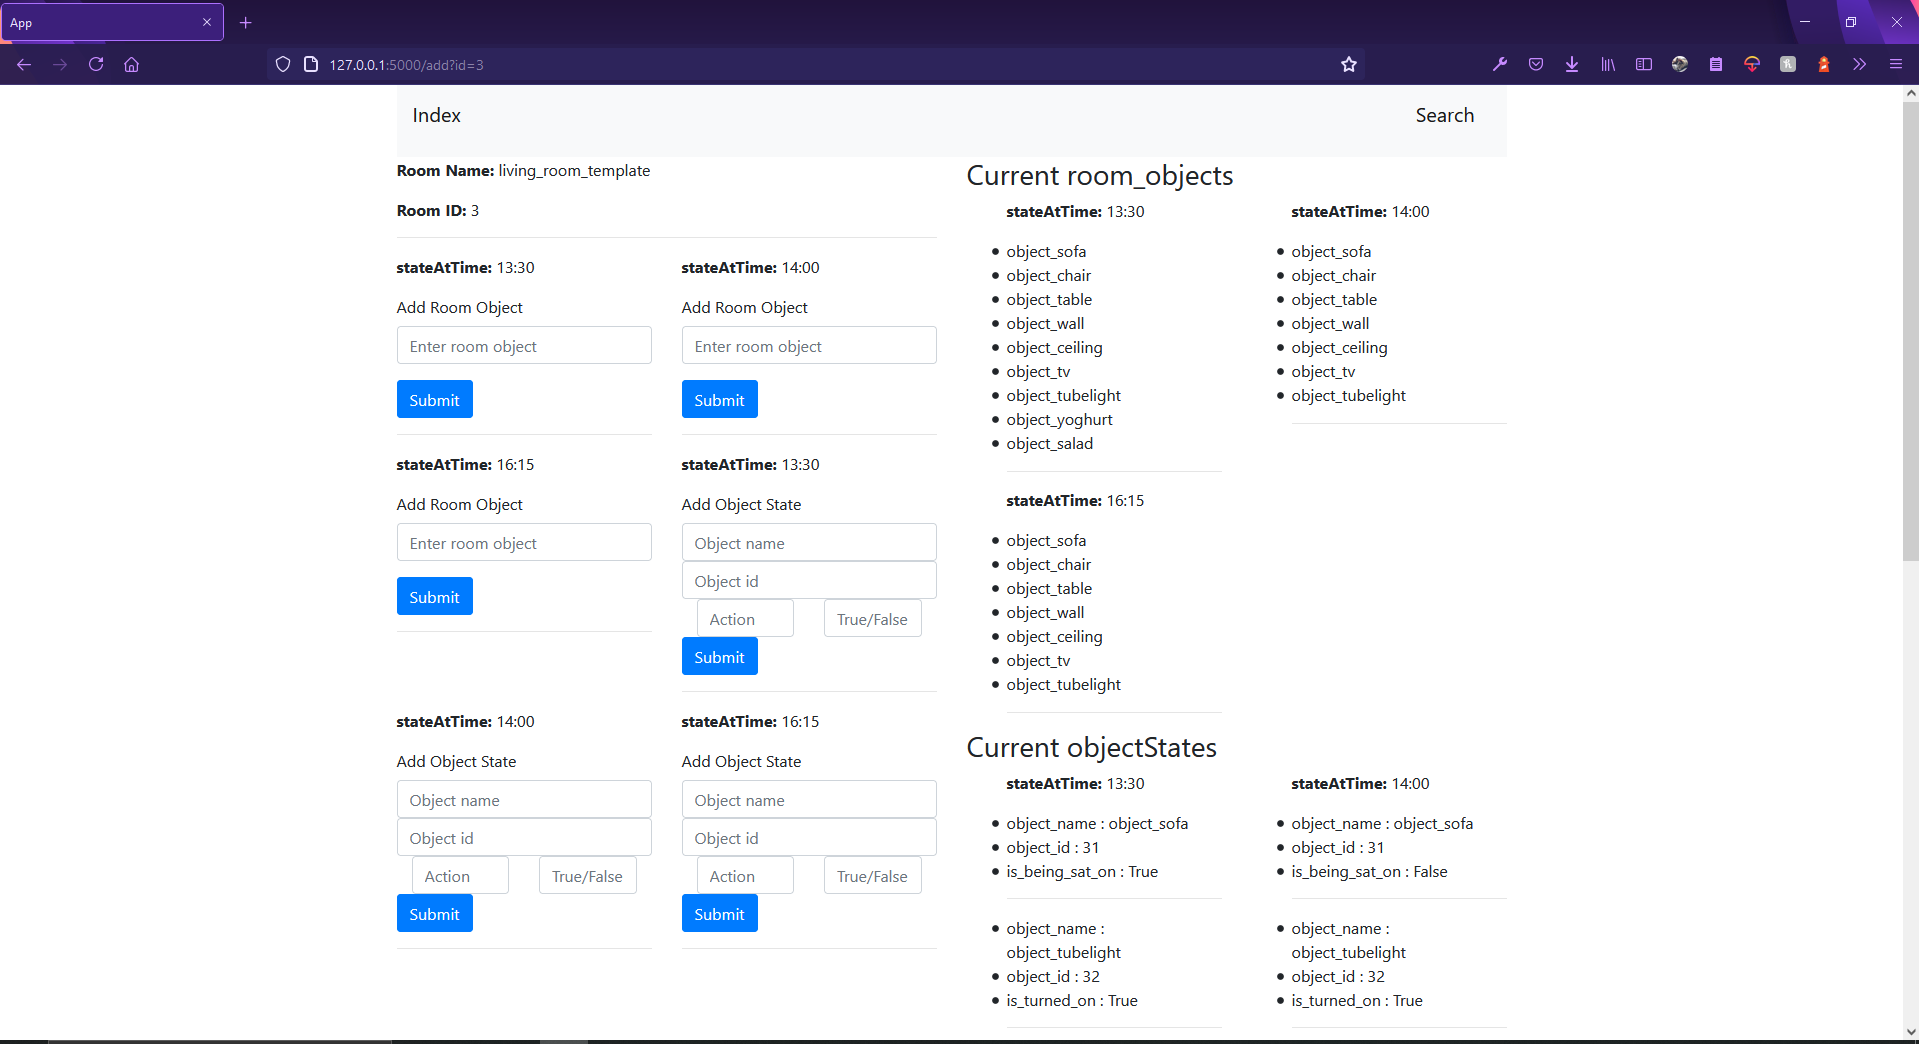 App
127.0.0.1:5000/add?id=3
Index
Search
Room Name: living_room_template
Room ID: 3
stateAtTime: 13:30
Add Room Object
Enter room object
Submit
stateAtTime: 14:00
Add Room Object
Enter room object
Submit
stateAtTime: 16:15
Add Room Object
Enter room object
Submit
stateAtTime: 13:30
Add Object State
Object name
Object id
Action True/False
Submit
stateAtTime: 14:00
Add Object State
Object name
Object id
Action True/False
Submit
stateAtTime: 16:15
Add Object State
Object name
Object id
Action True/False
Submit
Current room_objects
stateAtTime: 13:30
object_sofa
object_chair
object_table
object_wall
object_ceiling
object_tv
object_tubelight
object_yoghurt
object_salad
stateAtTime: 14:00
object_sofa
object_chair
object_table
object_wall
object_ceiling
object_tv
object_tubelight
stateAtTime: 16:15
object_sofa
object_chair
object_table
object_wall
object_ceiling
object_tv
object_tubelight
Current objectStates
stateAtTime: 13:30
object_name : object_sofa
object_id : 31
is_being_sat_on : True
object_name :
object_tubelight
object_id : 32
is_turned_on : True
stateAtTime: 14:00
object_name : object_sofa
object_id : 31
is_being_sat_on : False
object_name :
object_tubelight
object_id : 32
is_turned_on : True